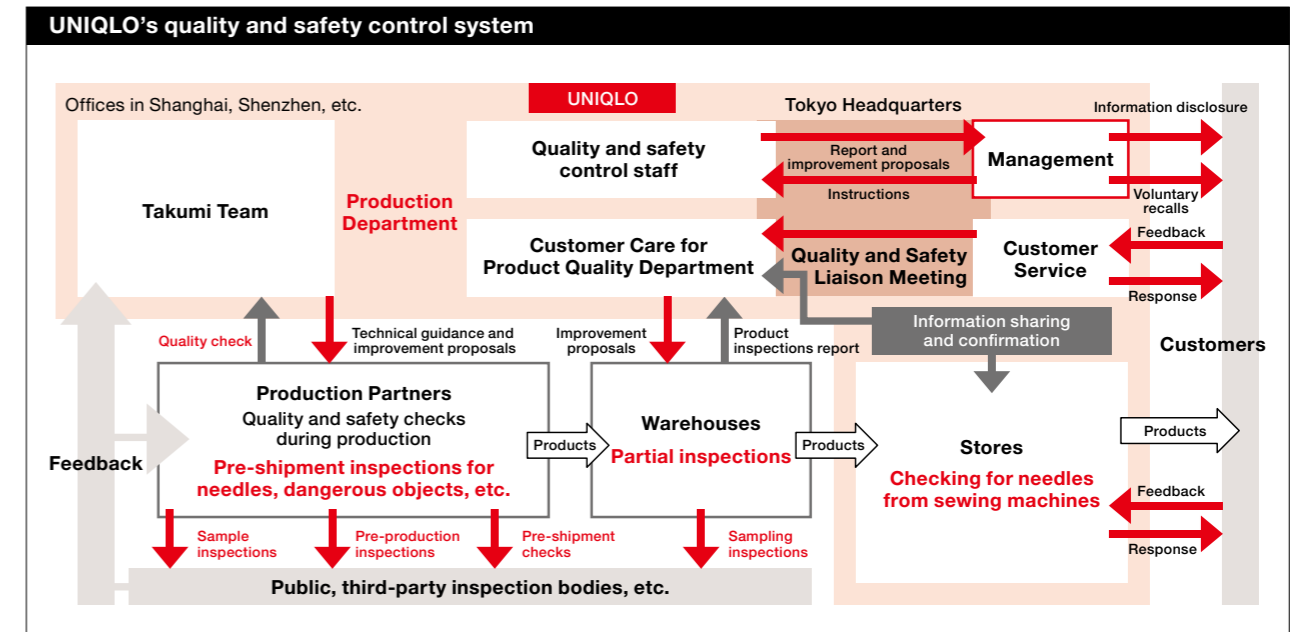 UNIQLO’s quality and safety control system
Offices in Shanghai, Shenzhen, etc.
UNIQLO
Tokyo Headquarters
Information disclosure
Takumi Team
Production
Department
Quality and safety
control staff
Report and
improvement proposals
Instructions
Management
Voluntary
recalls
Customer Care for
Product Quality Department
Quality and Safety
Liaison Meeting
Customer
Service
Feedback
Response
Quality check
Technical guidance and
improvement proposals
Improvement
proposals
Product
inspections report
Information sharing
and confirmation
Customers
Feedback
Production Partners
Quality and safety checks
during production
Pre-shipment inspections for
needles, dangerous objects, etc.
Products
Warehouses
Partial inspections
Products
Stores
Checking for needles
from sewing machines
Products
Feedback
Response
Sample
inspections
Pre-production
inspections
Pre-shipment
checks
Sampling
inspections
Public, third-party inspection bodies, etc.